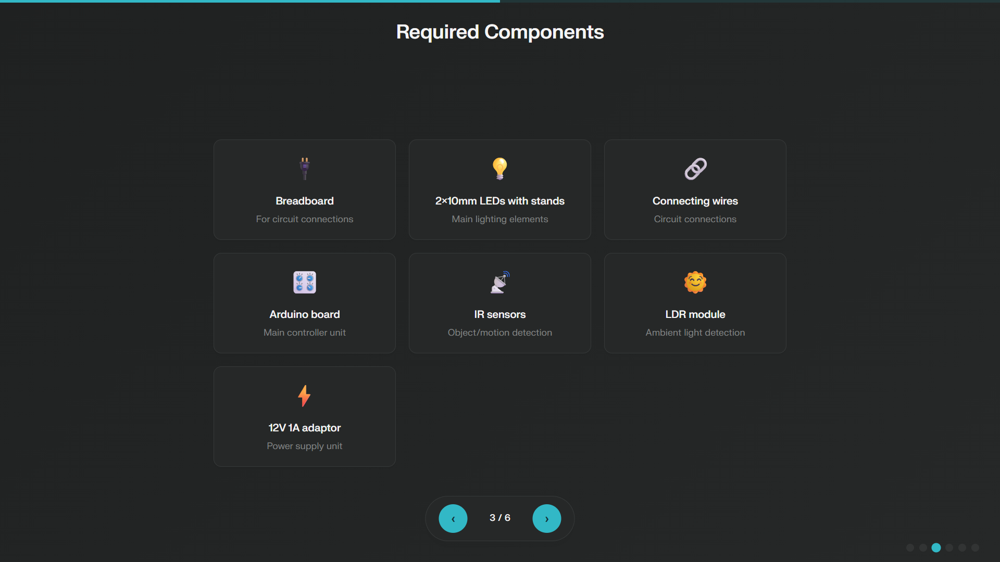 Required Components
Breadboard
For circuit connections
2×10mm LEDs with stands
Main lighting elements
Connecting wires
Circuit connections
Arduino board
Main controller unit
IR sensors
Object/motion detection
LDR module
Ambient light detection
12V 1A adaptor
Power supply unit
‹ 3 / 6 ›